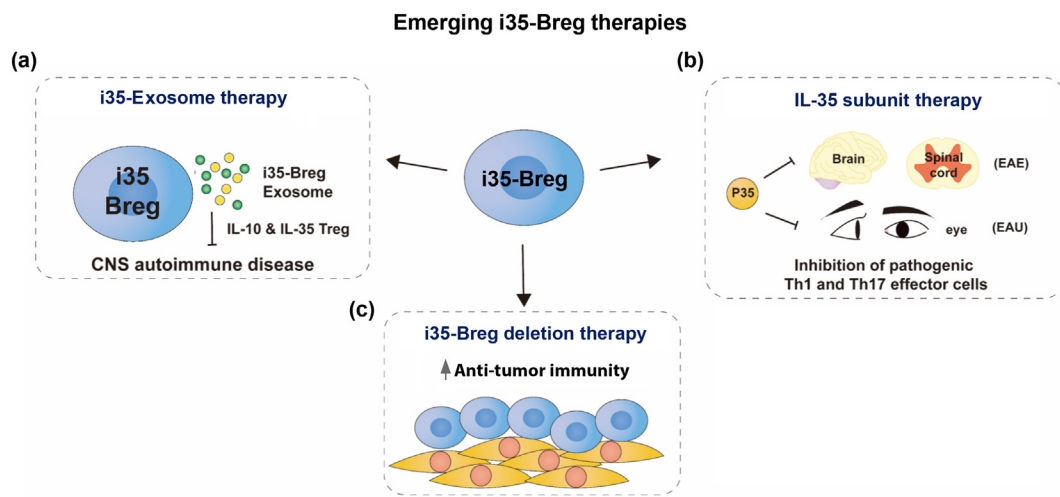 Emerging i35-Breg therapies
(a)
i35-Exosome therapy
i35
Breg
i35-Breg
Exosome
IL-10 & IL-35 Treg
CNS autoimmune disease
i35-Breg
(b)
IL-35 subunit therapy
P35
Brain
Spinal
cord
(EAE)
eye
(EAU)
Inhibition of pathogenic
Th1 and Th17 effector cells
(c)
i35-Breg deletion therapy
Anti-tumor immunity